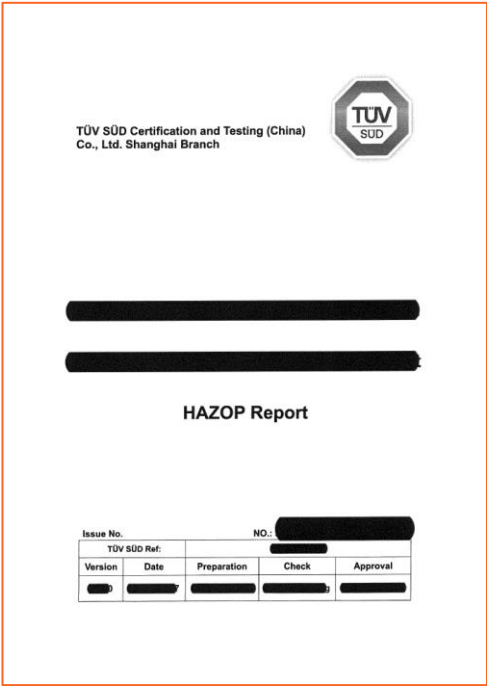 TÜV SÜD Certification and Testing (China)
Co., Ltd. Shanghai Branch
TÜV
SÜD
HAZOP Report
Issue No.
NO.:
TÜV SÜD Ref:
Version Date Preparation Check Approval